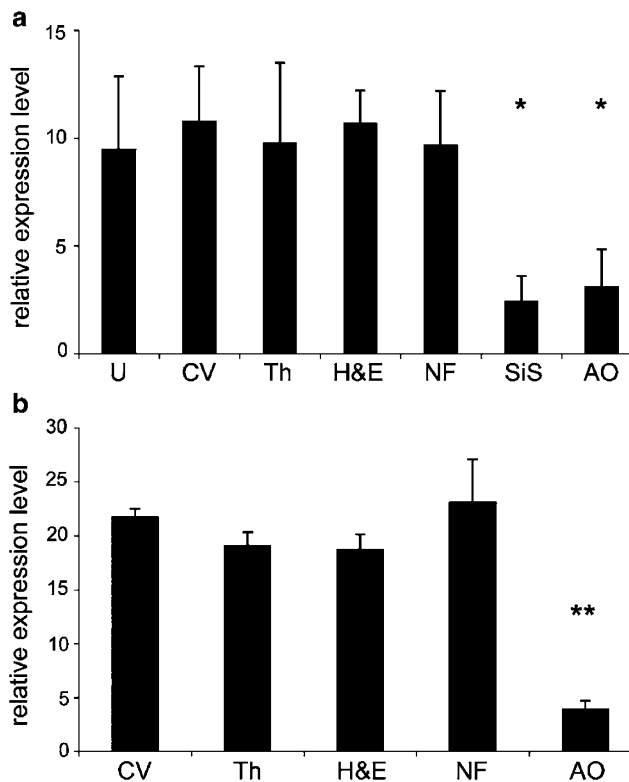 a
relative expression level
15
10
5
0
* *
U CV Th H&E NF SiS AO
b
relative expression level
30
25
20
15
10
5
0
**
CV Th H&E NF AO